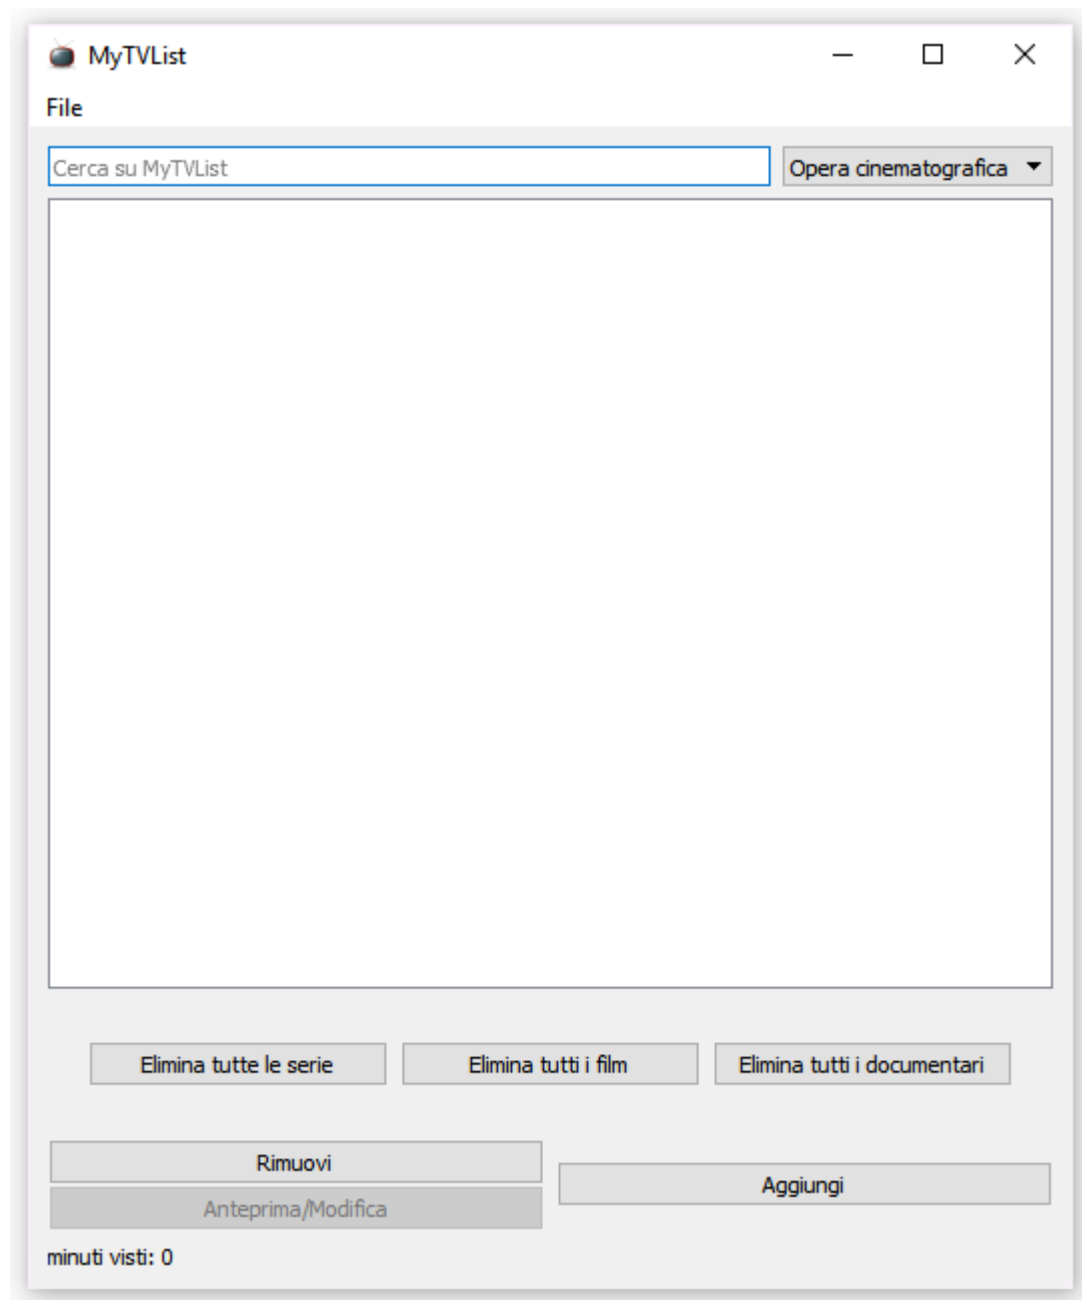 MyTVList
File
Cerca su MyTVList
Opera cinematografica
Elimina tutte le serie
Elimina tutti i film
Elimina tutti i documentari
Rimuovi
Aggiungi
Anteprima/Modifica
minuti visti: 0